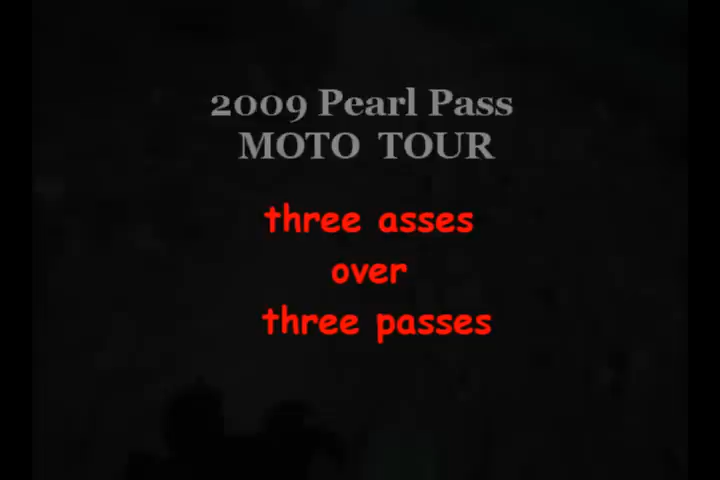 2009 Pearl Pass
MOTO TOUR
three asses
over
three passes